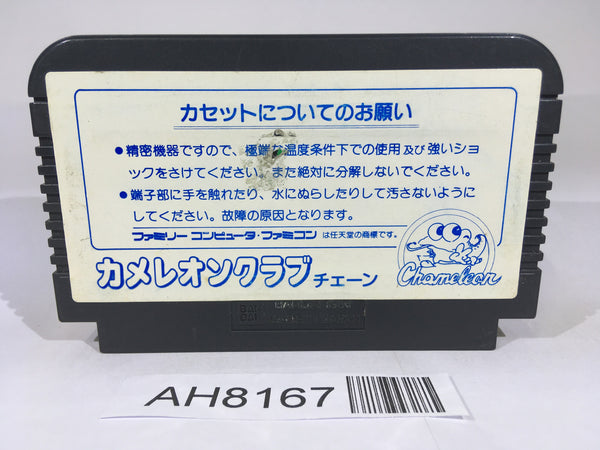 カセットについてのお願い
●精密機器ですので、極端な温度条件下での使用及び強いショ
ックをさけてください。また絶対に分解しないでください。
●端子部に手を触れたり、水にぬらしたりして汚さないように
してください。故障の原因となります。
ファミリーコンピュータ・ファミコンは任天堂の商標です。
カメレオンクラブチェーン
Chameleon
AH8167